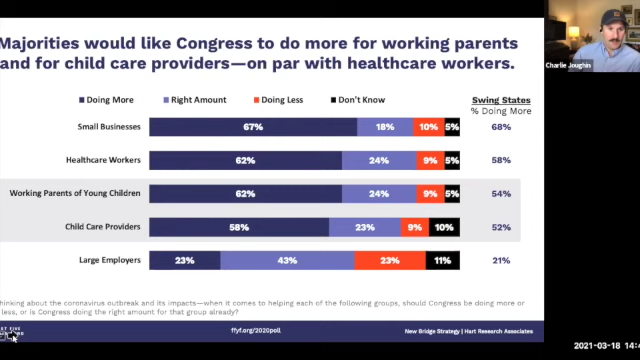 Majorities would like Congress to do more for working parents
and for child care providers—on par with healthcare workers.
Charlie Joughin
Doing More Right Amount Doing Less Don't Know
Swing States
% Doing More
Small Businesses 67% 18% 10% 5% 68%
Healthcare Workers 62% 24% 9% 5% 58%
Working Parents of Young Children 62% 24% 9% 5% 54%
Child Care Providers 58% 23% 9% 10% 52%
Large Employers 23% 43% 23% 11% 21%
hinking about the coronavirus outbreak and its impacts—when it comes to helping each of the following groups, should Congress be doing more or
less, or is Congress doing the right amount for that group already?
ffyf.org/2020poll
New Bridge Strategy | Hart Research Associates
2021-03-18 14:4